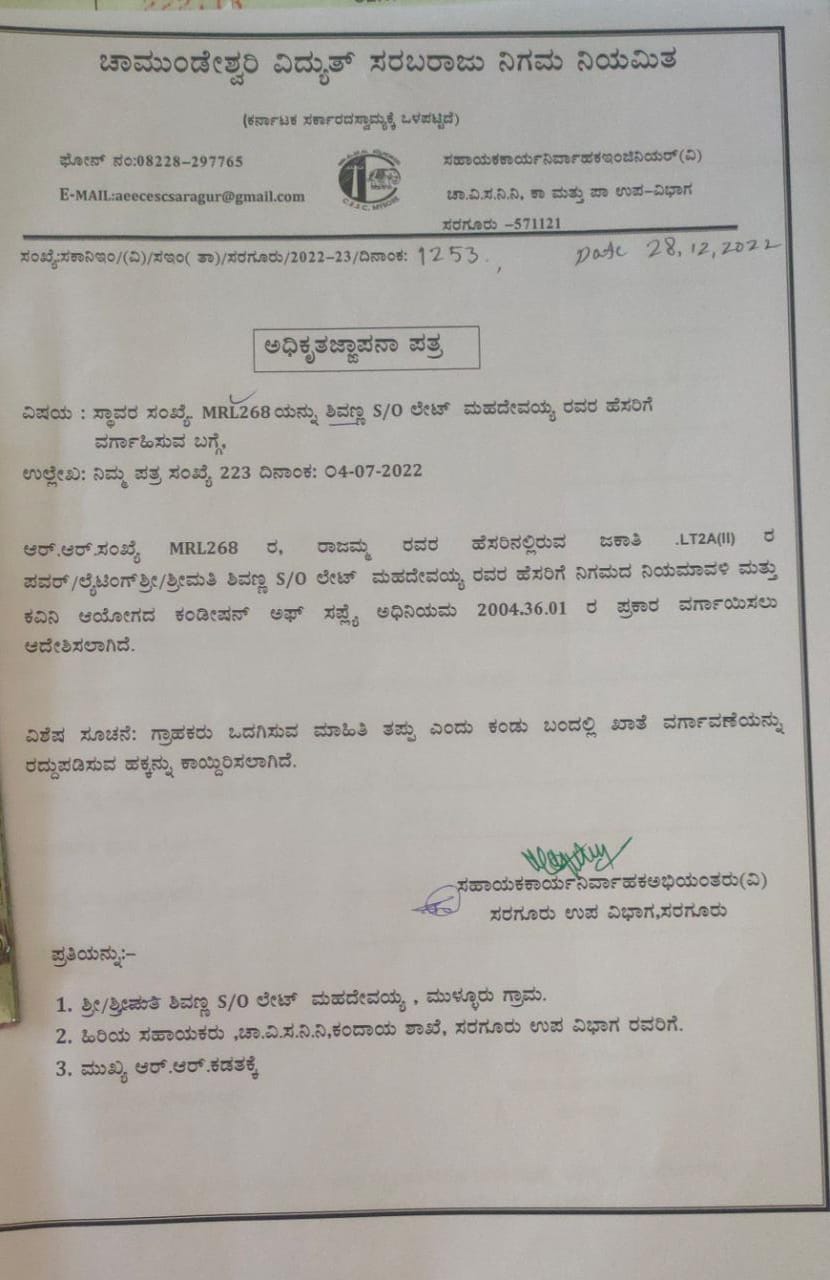 ಚಾಮುಂಡೇಶ್ವರಿ ವಿದ್ಯುತ್ ಸರಬರಾಜು ನಿಗಮ ನಿಯಮಿತ
(ಕರ್ನಾಟಕ ಸರ್ಕಾರದಸ್ವಾಮ್ಯಕ್ಕೆ ಒಳಪಟ್ಟಿದೆ)
ಫೋನ್ ನಂ:08228-297765
E-MAIL:aeecescsaragur@gmail.com
C.E.S.C, MYSORE
ಸಹಾಯಕಕಾರ್ಯನಿರ್ವಾಹಕಇಂಜಿನಿಯರ್(ವಿ)
ಚಾ.ವಿ.ಸ.ನಿ.ನಿ, ಕಾ ಮತ್ತು ಪಾ ಉಪ-ವಿಭಾಗ
ಸರಗೂರು -571121
ಸಂಖ್ಯೆ:ಸಕಾನಿಇಂ/(ವಿ)/ಸಇಂ( ತಾ)/ಸರಗೂರು/2022-23/ದಿನಾಂಕ: 1253. Date 28,12,2022
ಅಧಿಕೃತಜ್ಞಾಪನಾ ಪತ್ರ
ವಿಷಯ : ಸ್ಥಾವರ ಸಂಖ್ಯೆ. MRL268 ಯನ್ನು ಶಿವಣ್ಣ S/O ಲೇಟ್ ಮಹದೇವಯ್ಯ ರವರ ಹೆಸರಿಗೆ
ವರ್ಗಾಹಿಸುವ ಬಗ್ಗೆ,
ಉಲ್ಲೇಖ: ನಿಮ್ಮ ಪತ್ರ ಸಂಖ್ಯೆ 223 ದಿನಾಂಕ: 04-07-2022
ಆರ್.ಆರ್.ಸಂಖ್ಯೆ MRL268 ರ, ರಾಜಮ್ಮ ರವರ ಹೆಸರಿನಲ್ಲಿರುವ ಜಕಾತಿ .LT2A(II) ರ
ಪವರ್/ಲೈಟಿಂಗ್‌ಶ್ರೀ/ಶ್ರೀಮತಿ ಶಿವಣ್ಣ S/O ಲೇಟ್ ಮಹದೇವಯ್ಯ ರವರ ಹೆಸರಿಗೆ ನಿಗಮದ ನಿಯಮಾವಳಿ ಮತ್ತು
ಕವಿನಿ ಆಯೋಗದ ಕಂಡೀಷನ್ ಅಫ್ ಸಪ್ಲೈ ಅಧಿನಿಯಮ 2004.36.01 ರ ಪ್ರಕಾರ ವರ್ಗಾಯಿಸಲು
ಆದೇಶಿಸಲಾಗಿದೆ.
ವಿಶೆಷ ಸೂಚನೆ: ಗ್ರಾಹಕರು ಒದಗಿಸುವ ಮಾಹಿತಿ ತಪ್ಪು ಎಂದು ಕಂಡು ಬಂದಲ್ಲಿ ಖಾತೆ ವರ್ಗಾವಣೆಯನ್ನು
ರದ್ದುಪಡಿಸುವ ಹಕ್ಕನ್ನು ಕಾಯ್ದಿರಿಸಲಾಗಿದೆ.
ಸಹಾಯಕಕಾರ್ಯನಿರ್ವಾಹಕಅಭಿಯಂತರು(ವಿ)
ಸರಗೂರು ಉಪ ವಿಭಾಗ,ಸರಗೂರು
ಪ್ರತಿಯನ್ನು:-
1. ಶ್ರೀ/ಶ್ರೀಮತಿ ಶಿವಣ್ಣ S/O ಲೇಟ್ ಮಹದೇವಯ್ಯ , ಮುಳ್ಳೂರು ಗ್ರಾಮ.
2. ಹಿರಿಯ ಸಹಾಯಕರು ,ಚಾ.ವಿ.ಸ.ನಿ.ನಿ,ಕಂದಾಯ ಶಾಖೆ, ಸರಗೂರು ಉಪ ವಿಭಾಗ ರವರಿಗೆ.
3. ಮುಖ್ಯ ಆರ್.ಆರ್.ಕಡತಕ್ಕೆ